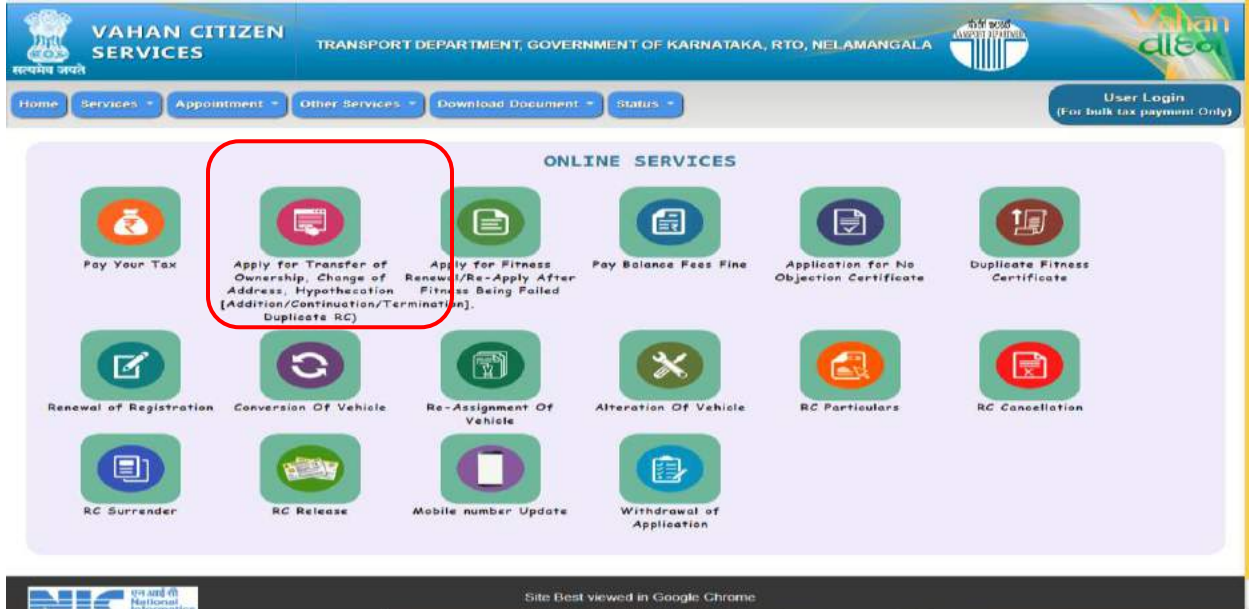 VAHAN CITIZEN
SERVICES
सत्यमेव जयते
TRANSPORT DEPARTMENT, GOVERNMENT OF KARNATAKA, RTO, NELAMANGALA
Vahan
वाहन
Home
Services
Appointment
Other Services
Download Document
Status
User Login
(For bulk tax payment Only)
ONLINE SERVICES
Pay Your Tax
Apply for Transfer of
Ownership, Change of
Address, Hypothecation
[Addition/Continuation/Termination],
Duplicate RC)
Apply for Fitness
Renewal/Re-Apply After
Fitness Being Failed
Pay Balance Fees Fine
Application for No
Objection Certificate
Duplicate Fitness
Certificate
Renewal of Registration
Conversion Of Vehicle
Re-Assignment Of
Vehicle
Alteration Of Vehicle
RC Particulars
RC Cancellation
RC Surrender
RC Release
Mobile number Update
Withdrawal of
Application
NIC
एन आई सी
National
Site Best viewed in Google Chrome